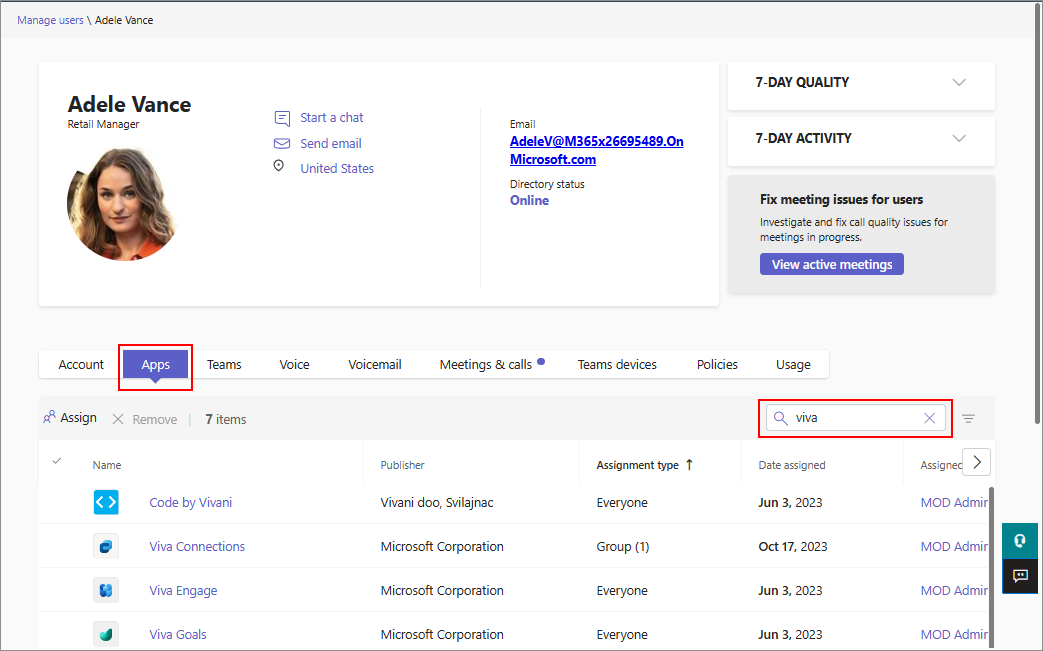 Manage users \ Adele Vance
Adele Vance
Retail Manager
Start a chat
Send email
United States
Email
AdeleV@M365x26695489.On
Microsoft.com
Directory status
Online
7-DAY QUALITY
7-DAY ACTIVITY
Fix meeting issues for users
Investigate and fix call quality issues for
meetings in progress.
View active meetings
Account Apps Teams Voice Voicemail Meetings & calls Teams devices Policies Usage
Assign Remove | 7 items viva
Name Publisher Assignment type ↑ Date assigned Assigned
Code by Vivani Vivani doo, Svilajnac Everyone Jun 3, 2023 MOD Admir
Viva Connections Microsoft Corporation Group (1) Oct 17, 2023 MOD Admir
Viva Engage Microsoft Corporation Everyone Jun 3, 2023 MOD Admir
Viva Goals Microsoft Corporation Everyone Jun 3, 2023 MOD Admir